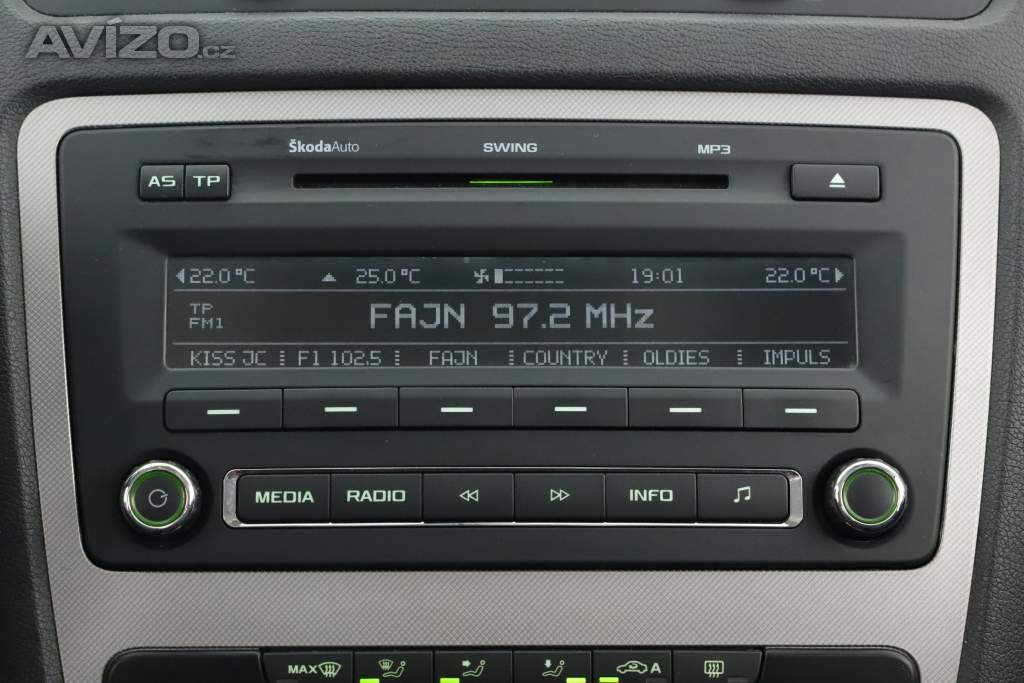 AVÍZO.cz
ŠkodaAuto SWING MP3
AS TP
22.0°C 25.0°C 19:01 22.0°C
TP
FM1
FAJN 97.2 MHz
KISS JC F1 102.5 FAJN COUNTRY OLDIES IMPULS
MEDIA RADIO INFO
MAX A